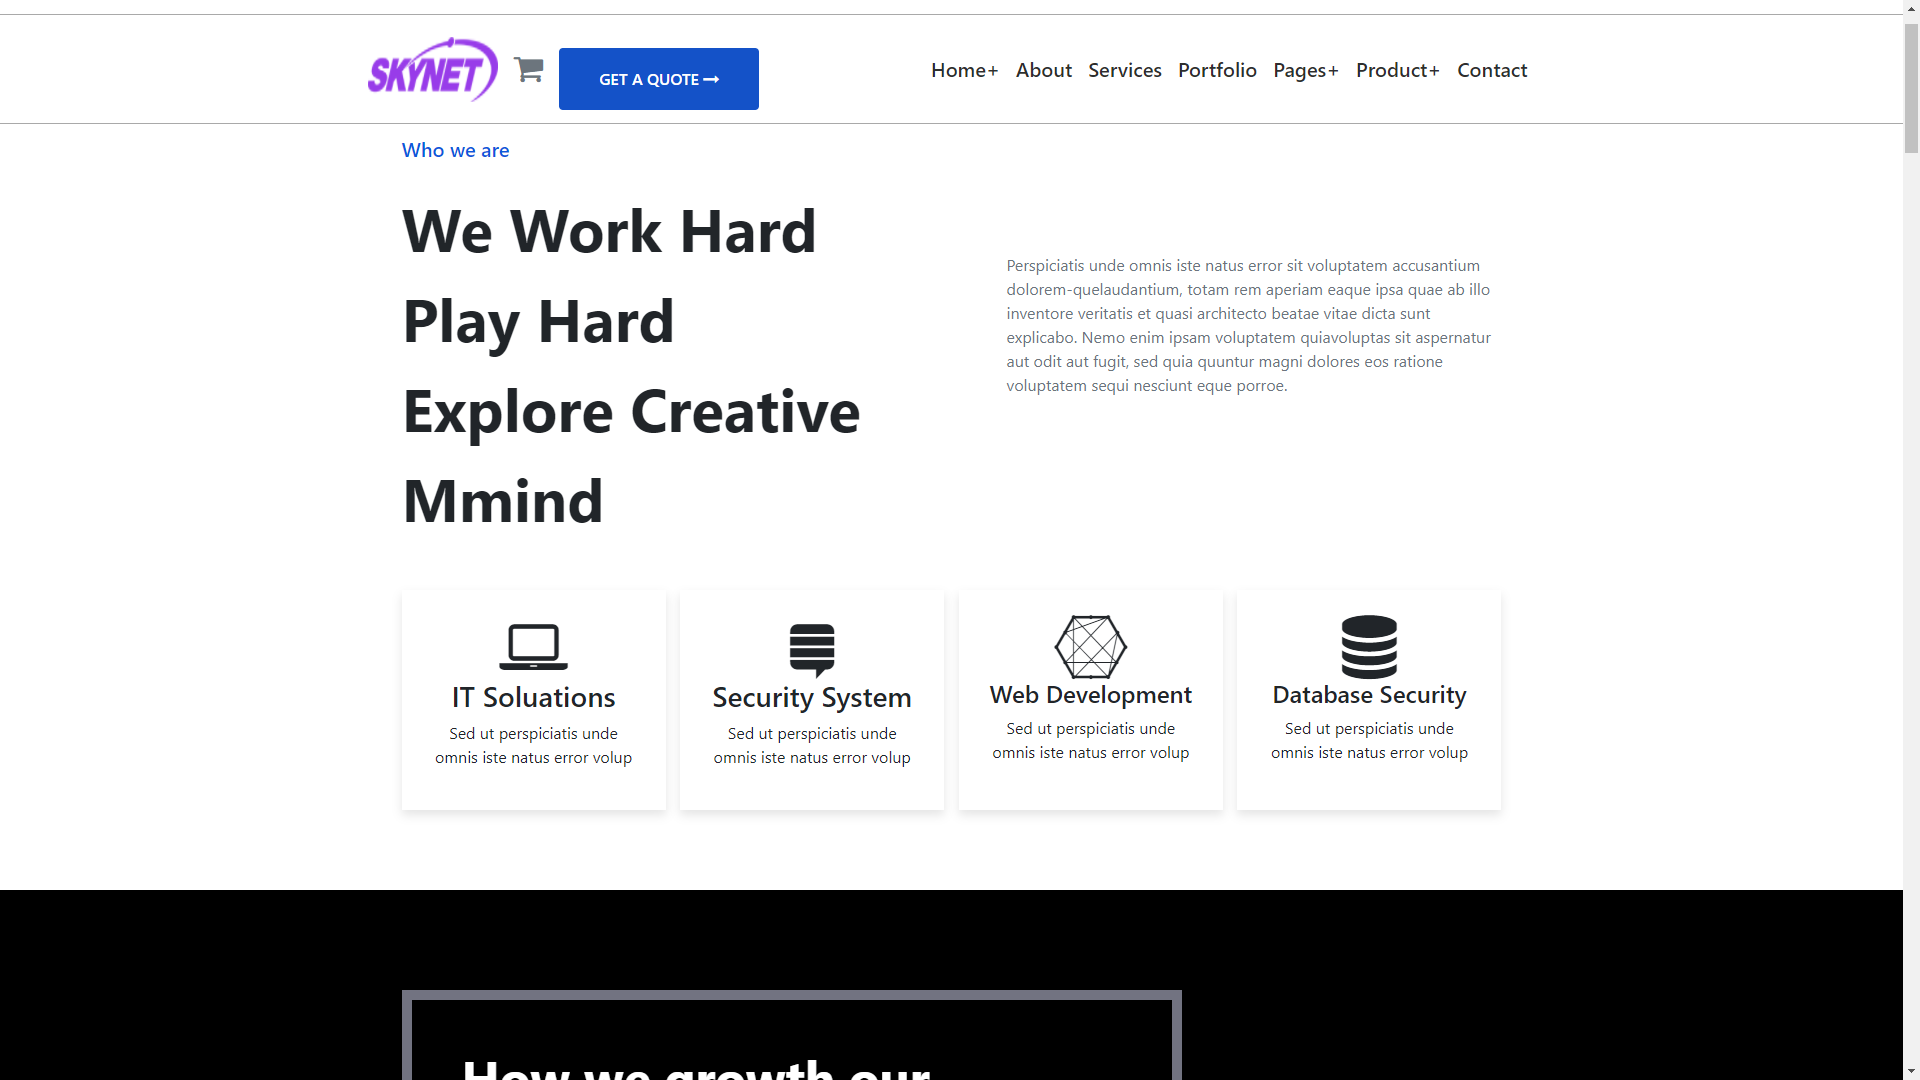 SKYNET
GET A QUOTE
Home+ About Services Portfolio Pages+ Product+ Contact
Who we are
We Work Hard
Play Hard
Explore Creative
Mmind
Perspiciatis unde omnis iste natus error sit voluptatem accusantium
dolorem-quelaudantium, totam rem aperiam eaque ipsa quae ab illo
inventore veritatis et quasi architecto beatae vitae dicta sunt
explicabo. Nemo enim ipsam voluptatem quiavoluptas sit aspernatur
aut odit aut fugit, sed quia quuntur magni dolores eos ratione
voluptatem sequi nesciunt eque porroe.
IT Soluations
Sed ut perspiciatis unde
omnis iste natus error volup
Security System
Sed ut perspiciatis unde
omnis iste natus error volup
Web Development
Sed ut perspiciatis unde
omnis iste natus error volup
Database Security
Sed ut perspiciatis unde
omnis iste natus error volup
How we growth our